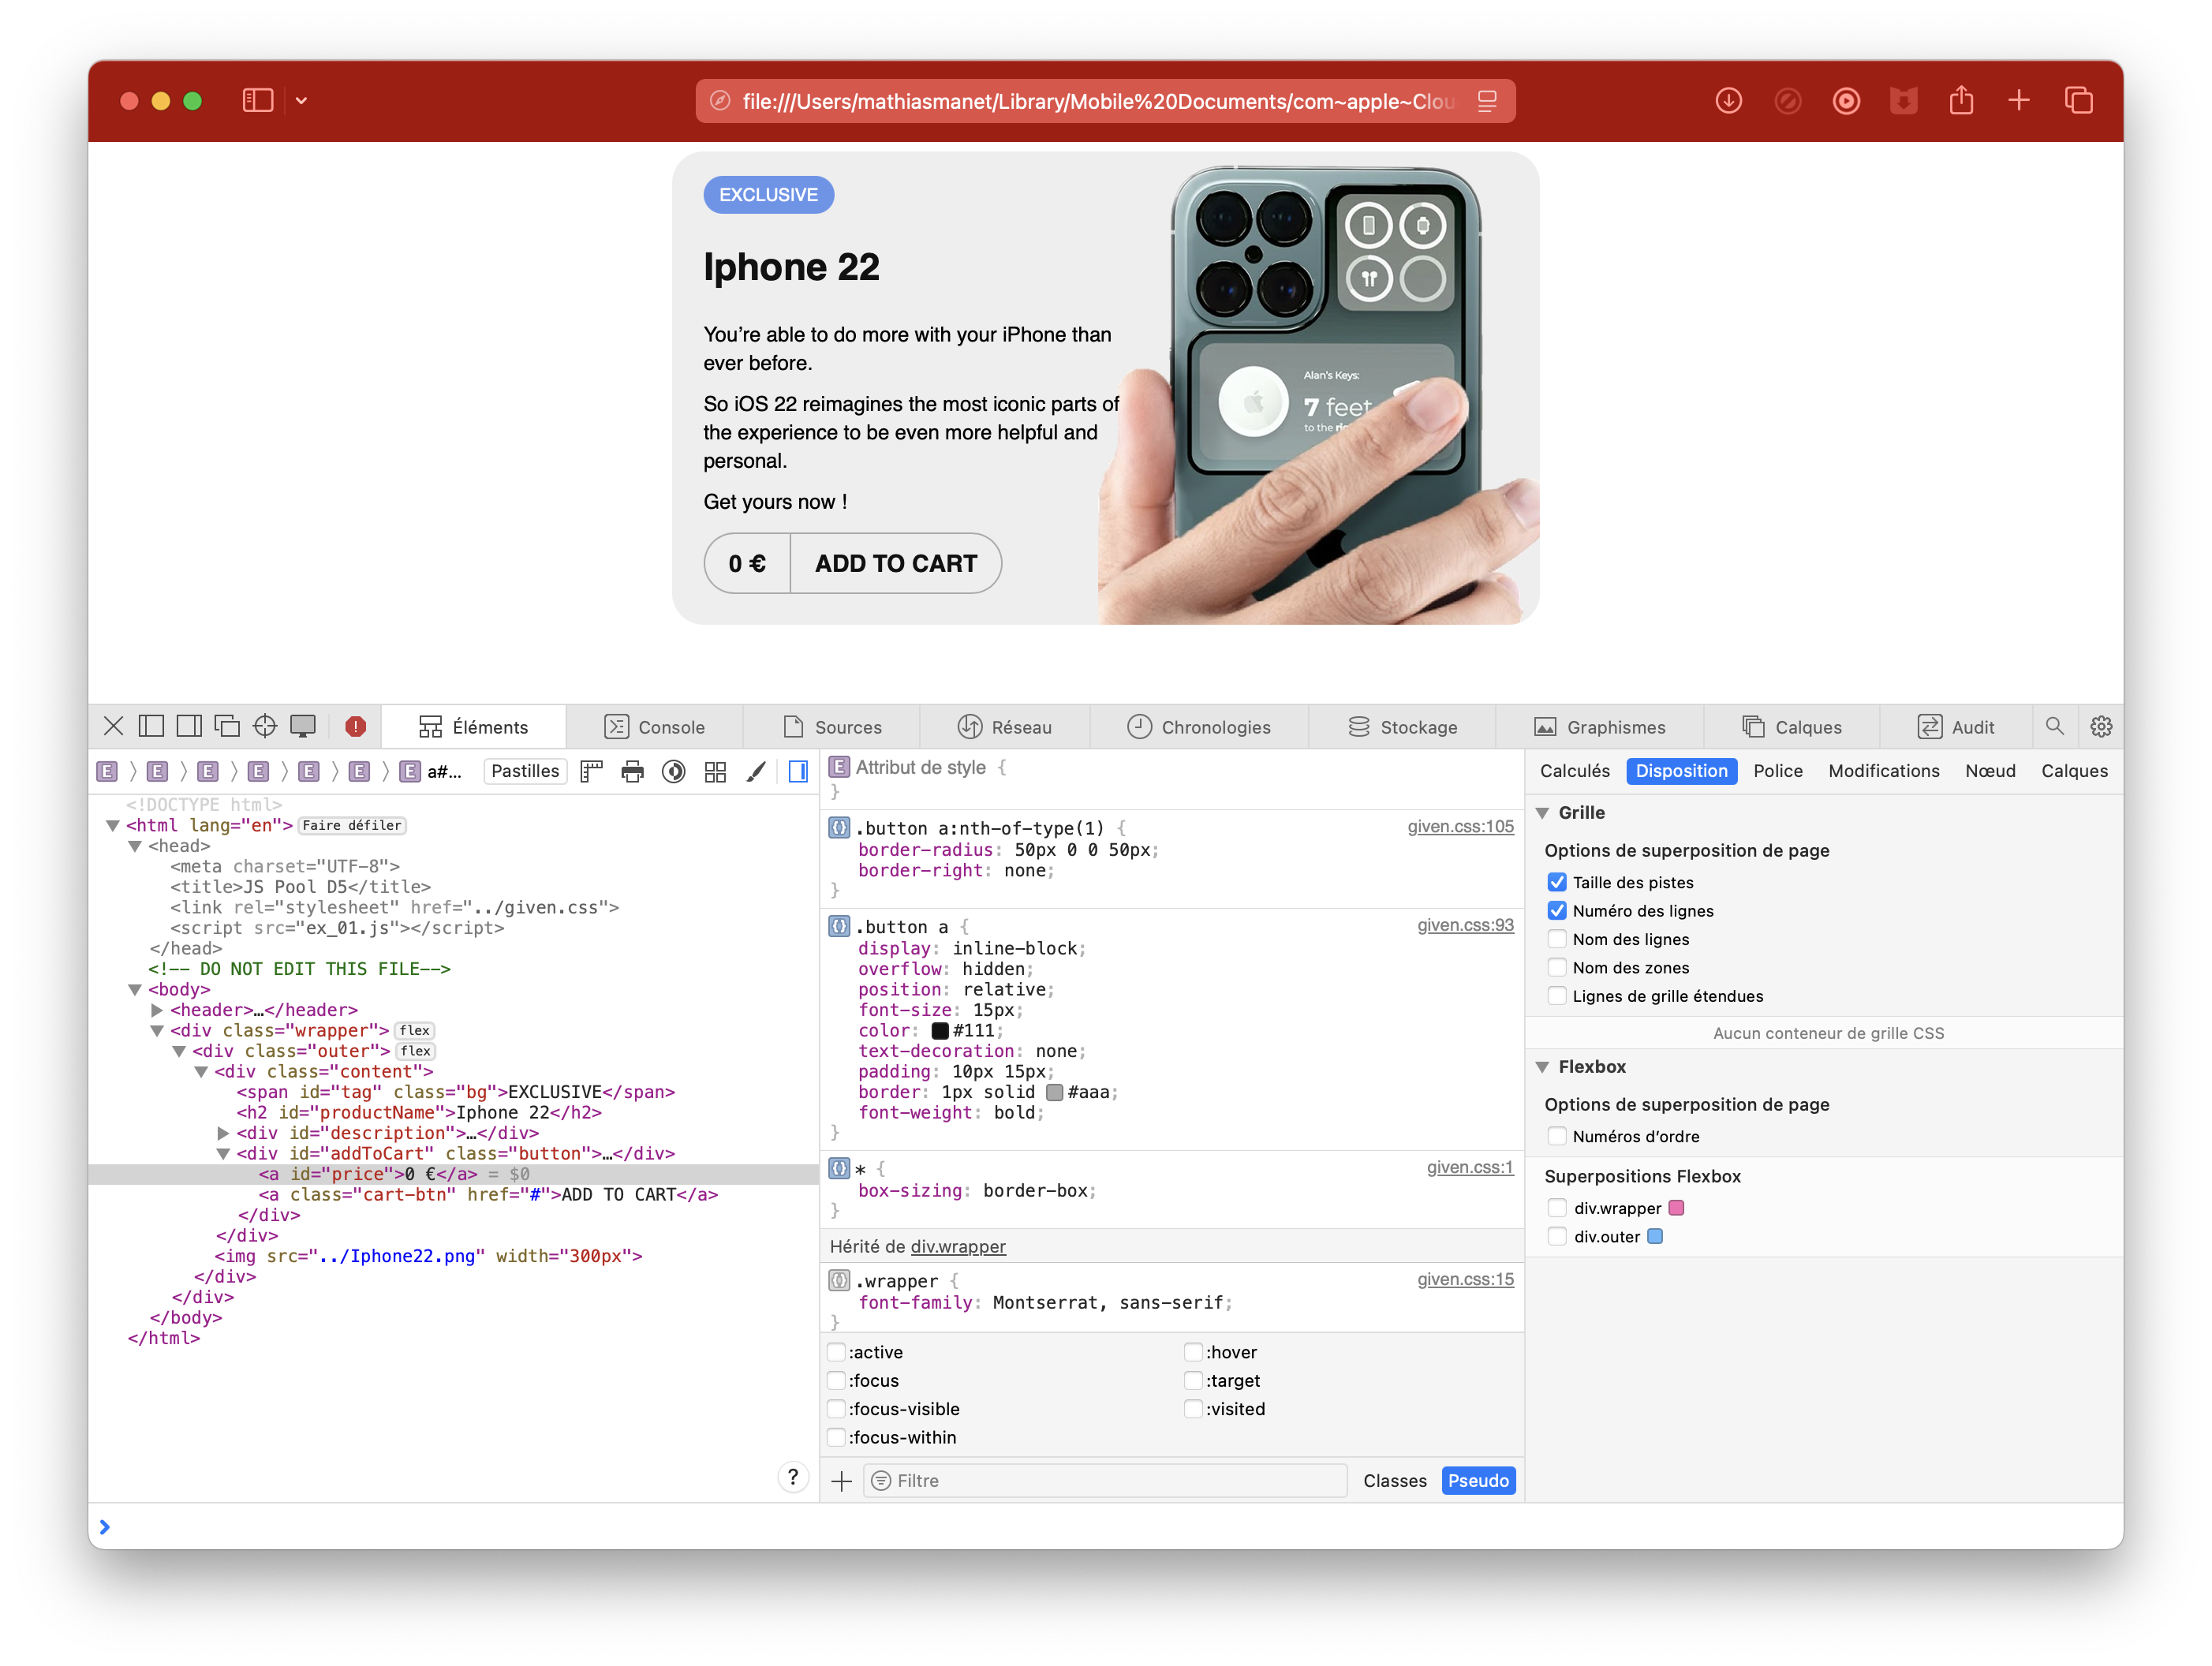 file:///Users/mathiasmanet/Library/Mobile%20Documents/com~apple~Clou
EXCLUSIVE
Iphone 22
You’re able to do more with your iPhone than
ever before.
So iOS 22 reimagines the most iconic parts of
the experience to be even more helpful and
personal.
Get yours now !
0 € ADD TO CART
Alan's Keys:
7 feet
to the
Éléments Console Sources Réseau Chronologies Stockage Graphismes Calques Audit
E E E E E E E a#... Pastilles
<!DOCTYPE html>
<html lang="en"> Faire défiler
<head>
<meta charset="UTF-8">
<title>JS Pool D5</title>
<link rel="stylesheet" href="../given.css">
<script src="ex_01.js"></script>
</head>
<!-- DO NOT EDIT THIS FILE-->
<body>
<header>…</header>
<div class="wrapper"> flex
<div class="outer"> flex
<div class="content">
<span id="tag" class="bg">EXCLUSIVE</span>
<h2 id="productName">Iphone 22</h2>
<div id="description">…</div>
<div id="addToCart" class="button">…</div>
<a id="price">0 €</a> = $0
<a class="cart-btn" href="#">ADD TO CART</a>
</div>
</div>
<img src="../Iphone22.png" width="300px">
</div>
</div>
</body>
</html>
?
E Attribut de style {
}
.button a:nth-of-type(1) { given.css:105
border-radius: 50px 0 0 50px;
border-right: none;
}
.button a { given.css:93
display: inline-block;
overflow: hidden;
position: relative;
font-size: 15px;
color: #111;
text-decoration: none;
padding: 10px 15px;
border: 1px solid #aaa;
font-weight: bold;
}
* { given.css:1
box-sizing: border-box;
}
Hérité de div.wrapper
.wrapper { given.css:15
font-family: Montserrat, sans-serif;
}
:active :hover
:focus :target
:focus-visible :visited
:focus-within
Filtre Classes Pseudo
Calculés Disposition Police Modifications Nœud Calques
Grille
Options de superposition de page
Taille des pistes
Numéro des lignes
Nom des lignes
Nom des zones
Lignes de grille étendues
Aucun conteneur de grille CSS
Flexbox
Options de superposition de page
Numéros d’ordre
Superpositions Flexbox
div.wrapper
div.outer